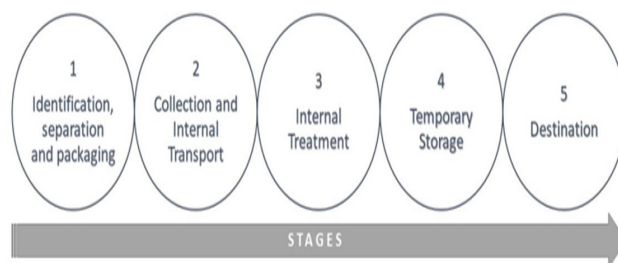 1
Identification,
separation
and packaging
2
Collection and
Internal
Transport
3
Internal
Treatment
4
Temporary
Storage
5
Destination
STAGES